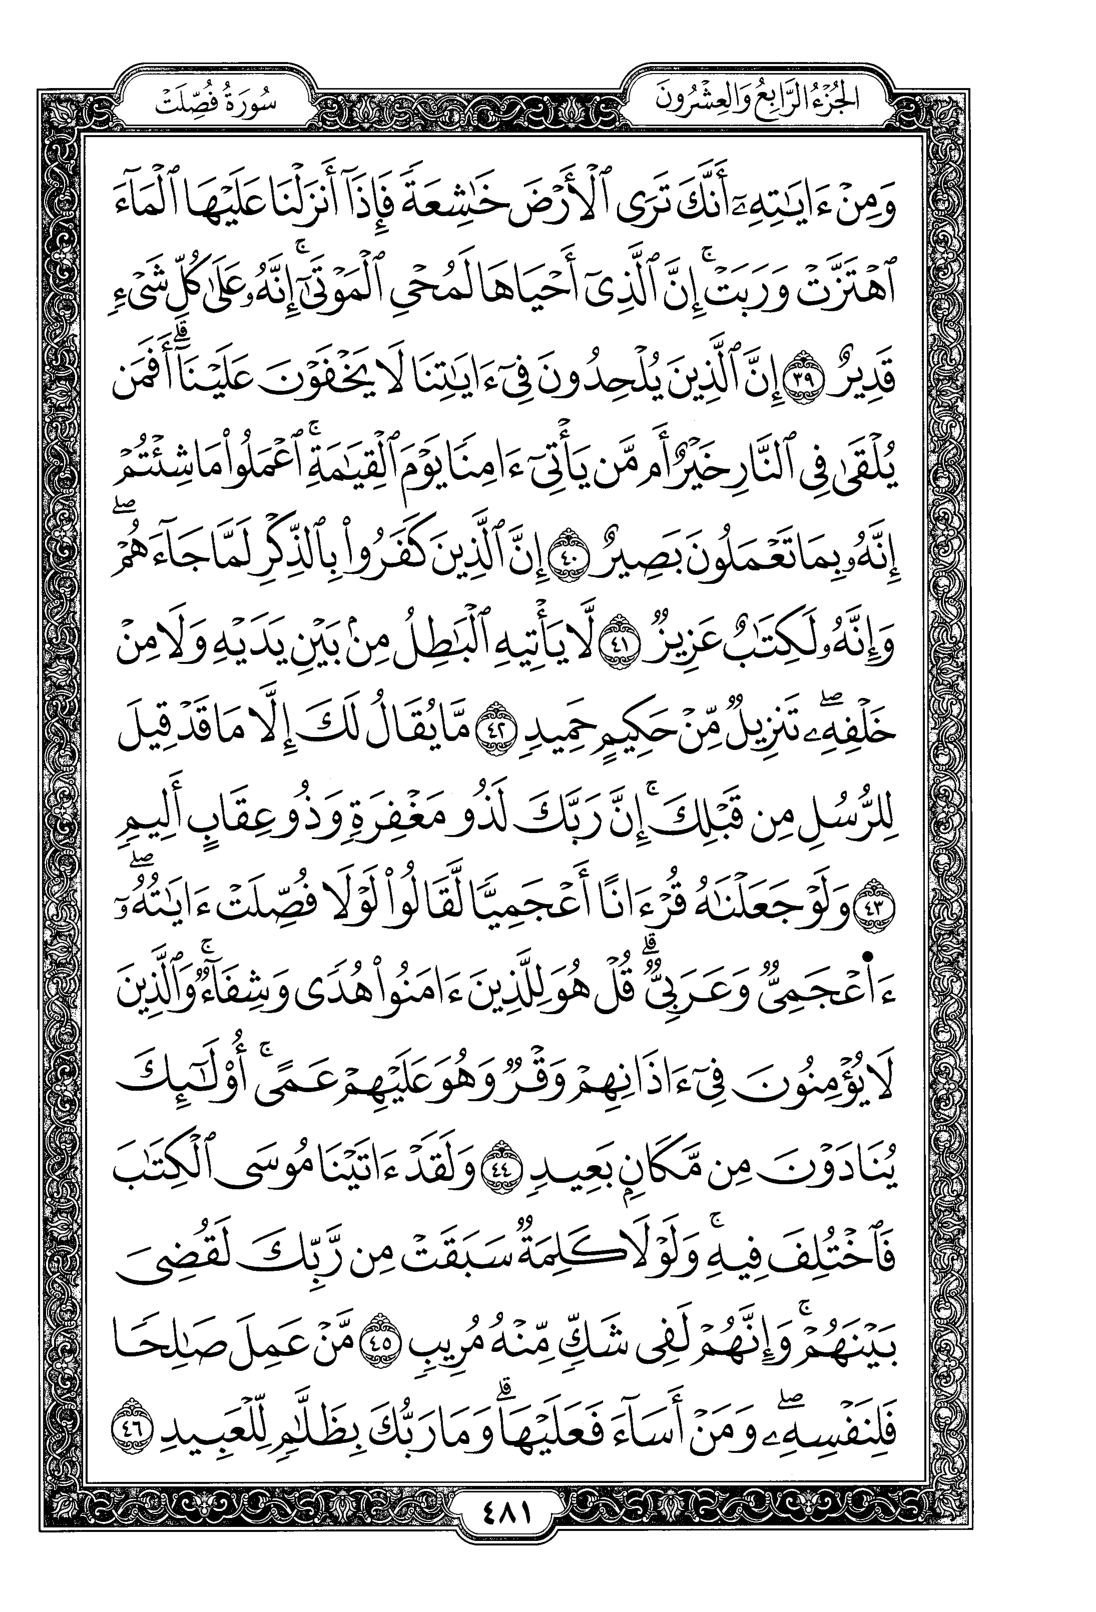 الجُزْءُ الرَّابِعُ وَالعِشْرُونَ
سُورَةُ فُصِّلَتْ
وَمِنْ ءَايَٰتِهِۦٓ أَنَّكَ تَرَى ٱلْأَرْضَ خَٰشِعَةً فَإِذَآ أَنزَلْنَا عَلَيْهَا ٱلْمَآءَ
ٱهْتَزَّتْ وَرَبَتْ ۚ إِنَّ ٱلَّذِىٓ أَحْيَاهَا لَمُحْىِ ٱلْمَوْتَىٰٓ ۚ إِنَّهُۥ عَلَىٰ كُلِّ شَىْءٍ
قَدِيرٌ ٣٩ إِنَّ ٱلَّذِينَ يُلْحِدُونَ فِىٓ ءَايَٰتِنَا لَا يَخْفَوْنَ عَلَيْنَآ ۗ أَفَمَن
يُلْقَىٰ فِى ٱلنَّارِ خَيْرٌ أَم مَّن يَأْتِىٓ ءَامِنًا يَوْمَ ٱلْقِيَٰمَةِ ۚ ٱعْمَلُوا۟ مَا شِئْتُمْ ۖ
إِنَّهُۥ بِمَا تَعْمَلُونَ بَصِيرٌ ٤٠ إِنَّ ٱلَّذِينَ كَفَرُوا۟ بِٱلذِّكْرِ لَمَّا جَآءَهُمْ ۖ
وَإِنَّهُۥ لَكِتَٰبٌ عَزِيزٌ ٤١ لَّا يَأْتِيهِ ٱلْبَٰطِلُ مِنۢ بَيْنِ يَدَيْهِ وَلَا مِنْ
خَلْفِهِۦ ۖ تَنزِيلٌ مِّنْ حَكِيمٍ حَمِيدٍ ٤٢ مَّا يُقَالُ لَكَ إِلَّا مَا قَدْ قِيلَ
لِلرُّسُلِ مِن قَبْلِكَ ۚ إِنَّ رَبَّكَ لَذُو مَغْفِرَةٍ وَذُو عِقَابٍ أَلِيمٍ
٤٣ وَلَوْ جَعَلْنَٰهُ قُرْءَانًا أَعْجَمِيًّا لَّقَالُوا۟ لَوْلَا فُصِّلَتْ ءَايَٰتُهُۥٓ ۖ
ءَا۬عْجَمِىٌّ وَعَرَبِىٌّ ۗ قُلْ هُوَ لِلَّذِينَ ءَامَنُوا۟ هُدًى وَشِفَآءٌ ۚ وَٱلَّذِينَ
لَا يُؤْمِنُونَ فِىٓ ءَاذَانِهِمْ وَقْرٌ وَهُوَ عَلَيْهِمْ عَمًى ۚ أُو۟لَٰٓئِكَ
يُنَادَوْنَ مِن مَّكَانٍۭ بَعِيدٍ ٤٤ وَلَقَدْ ءَاتَيْنَا مُوسَى ٱلْكِتَٰبَ
فَٱخْتُلِفَ فِيهِ ۚ وَلَوْلَا كَلِمَةٌ سَبَقَتْ مِن رَّبِّكَ لَقُضِىَ
بَيْنَهُمْ ۚ وَإِنَّهُمْ لَفِى شَكٍّ مِّنْهُ مُرِيبٍ ٤٥ مَّنْ عَمِلَ صَٰلِحًا
فَلِنَفْسِهِۦ ۖ وَمَنْ أَسَآءَ فَعَلَيْهَا ۗ وَمَا رَبُّكَ بِظَلَّٰمٍ لِّلْعَبِيدِ ٤٦
٤٨١